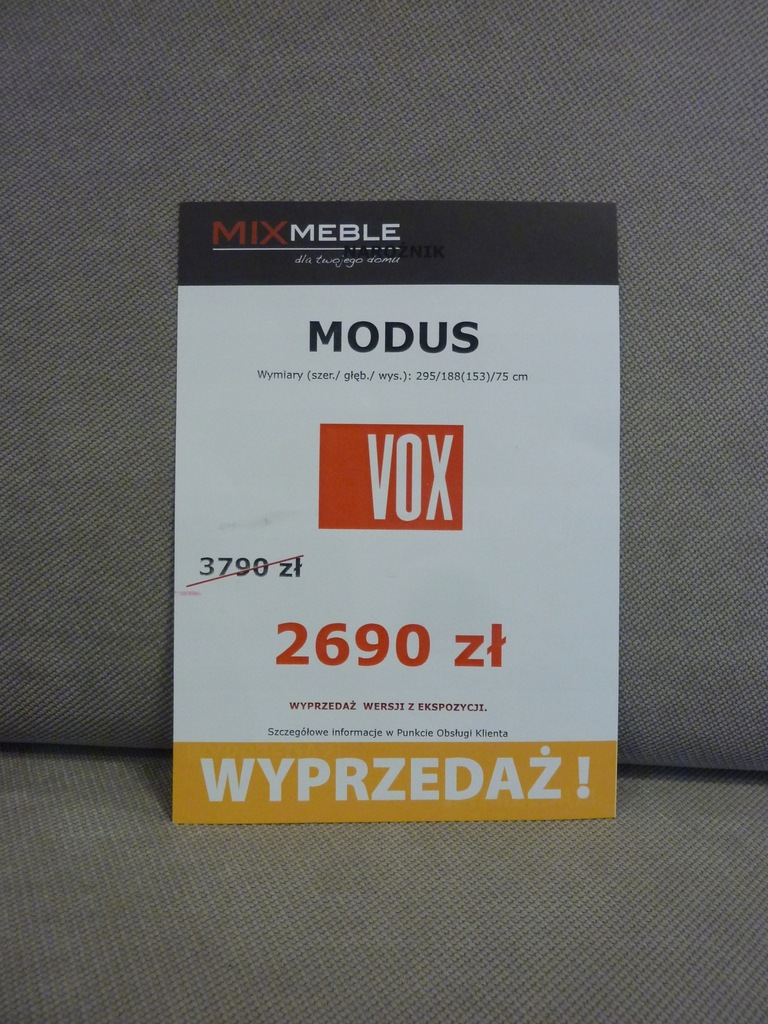 MIXMEBLE
NAROŻNIK
dla twojego domu
MODUS
Wymiary (szer./ głęb./ wys.): 295/188(153)/75 cm
VOX
3790 zł
2690 zł
WYPRZEDAŻ WERSJI Z EKSPOZYCJI.
Szczegółowe informacje w Punkcie Obsługi Klienta
WYPRZEDAŻ !